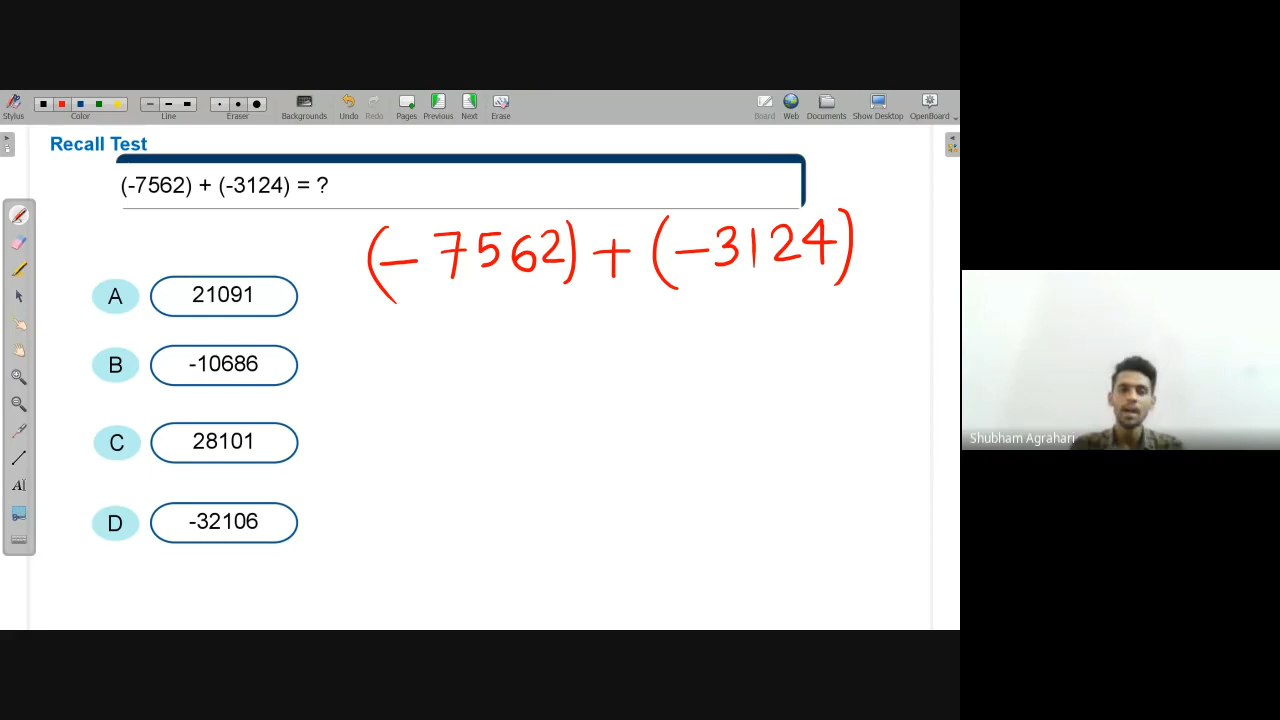 Stylus
Color
Line
Eraser
Backgrounds
Undo
Redo
Pages
Previous
Next
Erase
Board
Web
Documents
Show Desktop
OpenBoard
Recall Test
(-7562) + (-3124) = ?
(- 7562) + (-3124)
A 21091
B -10686
C 28101
D -32106
Shubham Agrahari